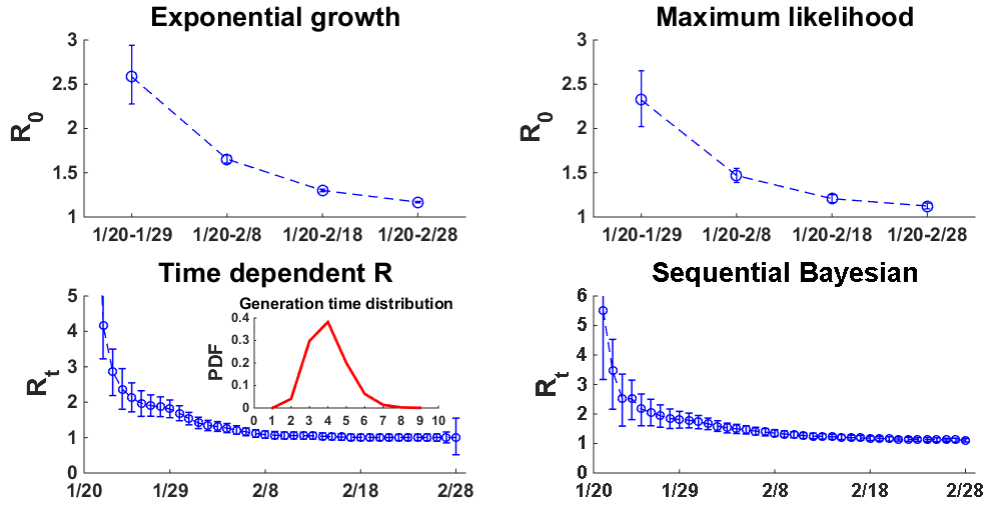 Exponential growth
3
2.5
2
1.5
1
R0
1/20-1/29 1/20-2/8 1/20-2/18 1/20-2/28
Maximum likelihood
3
2.5
2
1.5
1
R0
1/20-1/29 1/20-2/8 1/20-2/18 1/20-2/28
Time dependent R
5
4
3
2
1
0
Rt
1/20 1/29 2/8 2/18 2/28
Generation time distribution
0.4
0.3
0.2
0.1
0
PDF
0 1 2 3 4 5 6 7 8 9 10
Sequential Bayesian
6
5
4
3
2
1
0
Rt
1/20 1/29 2/8 2/18 2/28